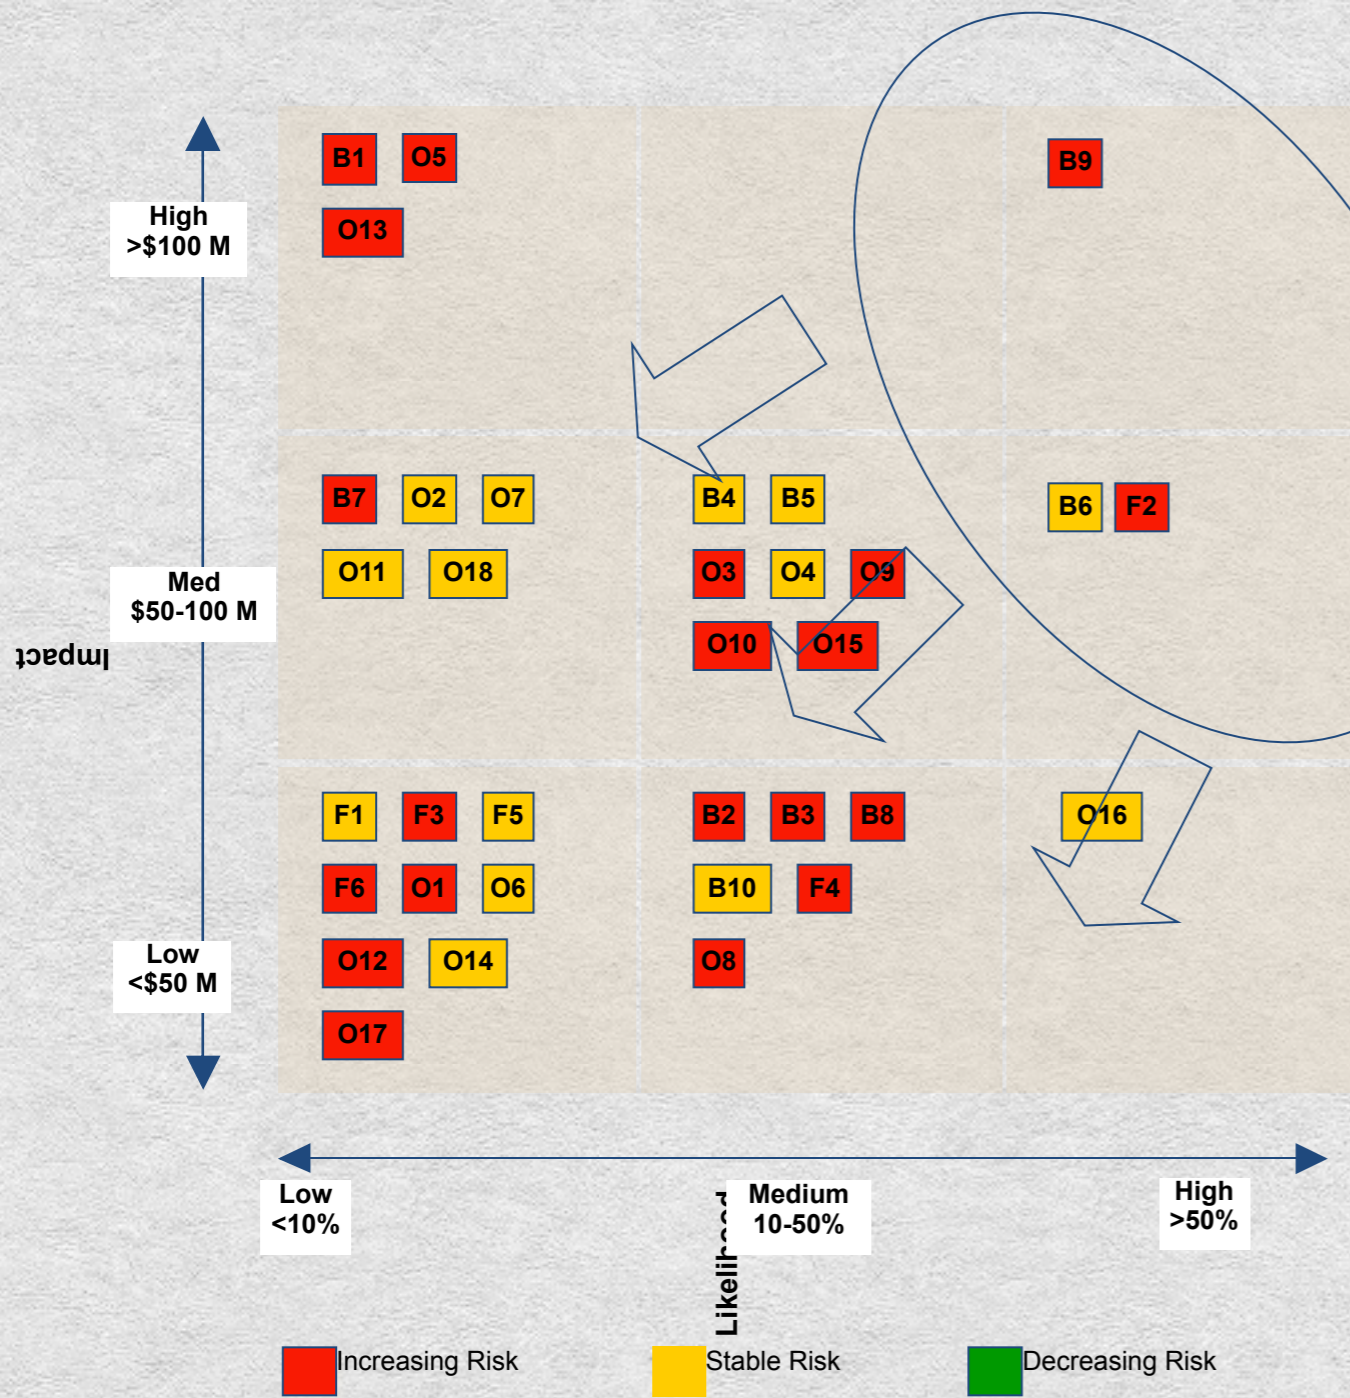 B1 O5 B9
O13
High
>$100 M
B7 O2 O7 B4 B5 B6 F2
O11 O18 O3 O4 O9
O10 O15
Med
$50-100 M
Impact
F1 F3 F5 B2 B3 B8 O16
F6 O1 O6 B10 F4
O12 O14 O8
O17
Low
<$50 M
Low
<10%
Medium
10-50%
High
>50%
Likelihood
Increasing Risk
Stable Risk
Decreasing Risk